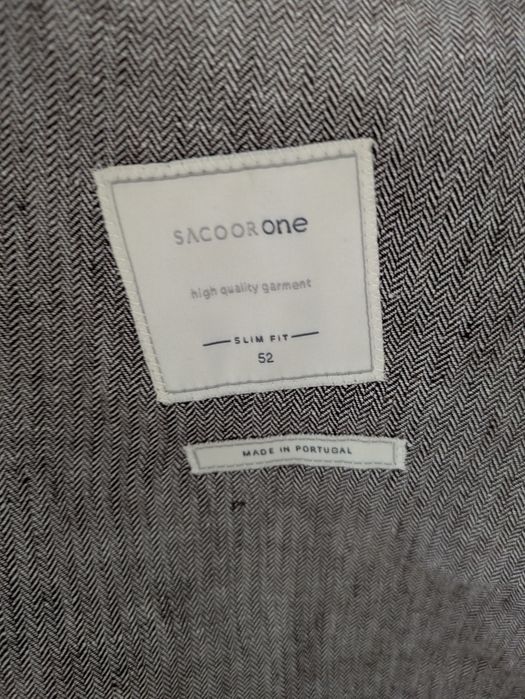 SACOORone
high quality garment
SLIM FIT
52
MADE IN PORTUGAL